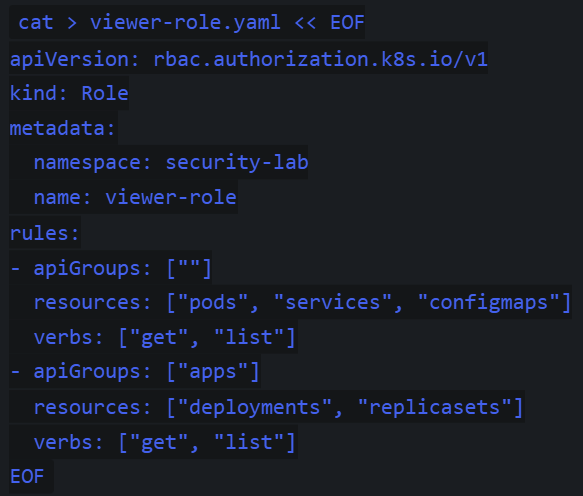 cat > viewer-role.yaml << EOF
apiVersion: rbac.authorization.k8s.io/v1
kind: Role
metadata:
  namespace: security-lab
  name: viewer-role
rules:
- apiGroups: [""]
  resources: ["pods", "services", "configmaps"]
  verbs: ["get", "list"]
- apiGroups: ["apps"]
  resources: ["deployments", "replicasets"]
  verbs: ["get", "list"]
EOF